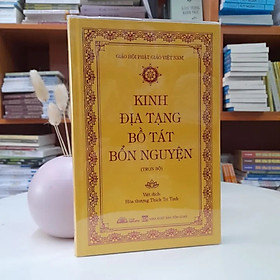 GIÁO HỘI PHẬT GIÁO VIỆT NAM
KINH
ĐỊA TẠNG
BỒ TÁT
BỔN NGUYỆN
(TRỌN BỘ)
Việt dịch
Hòa thượng Thích Trí Tịnh